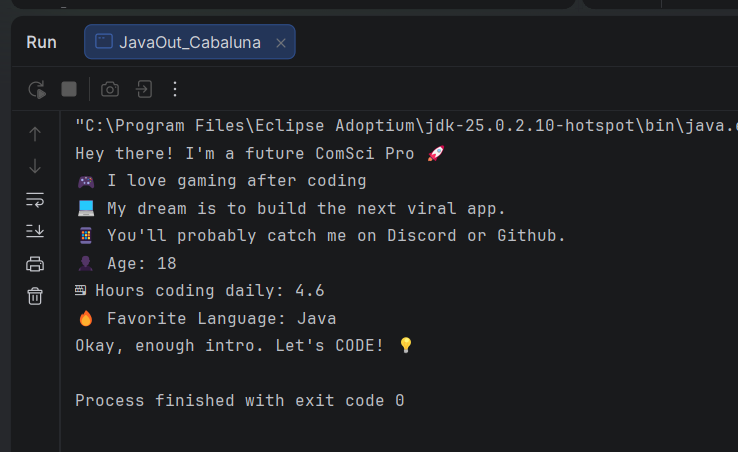 Run JavaOut_Cabaluna
"C:\Program Files\Eclipse Adoptium\jdk-25.0.2.10-hotspot\bin\java.
Hey there! I'm a future ComSci Pro 🚀
🎮 I love gaming after coding
💻 My dream is to build the next viral app.
📱 You'll probably catch me on Discord or Github.
👤 Age: 18
Hours coding daily: 4.6
🔥 Favorite Language: Java
Okay, enough intro. Let's CODE! 💡
Process finished with exit code 0